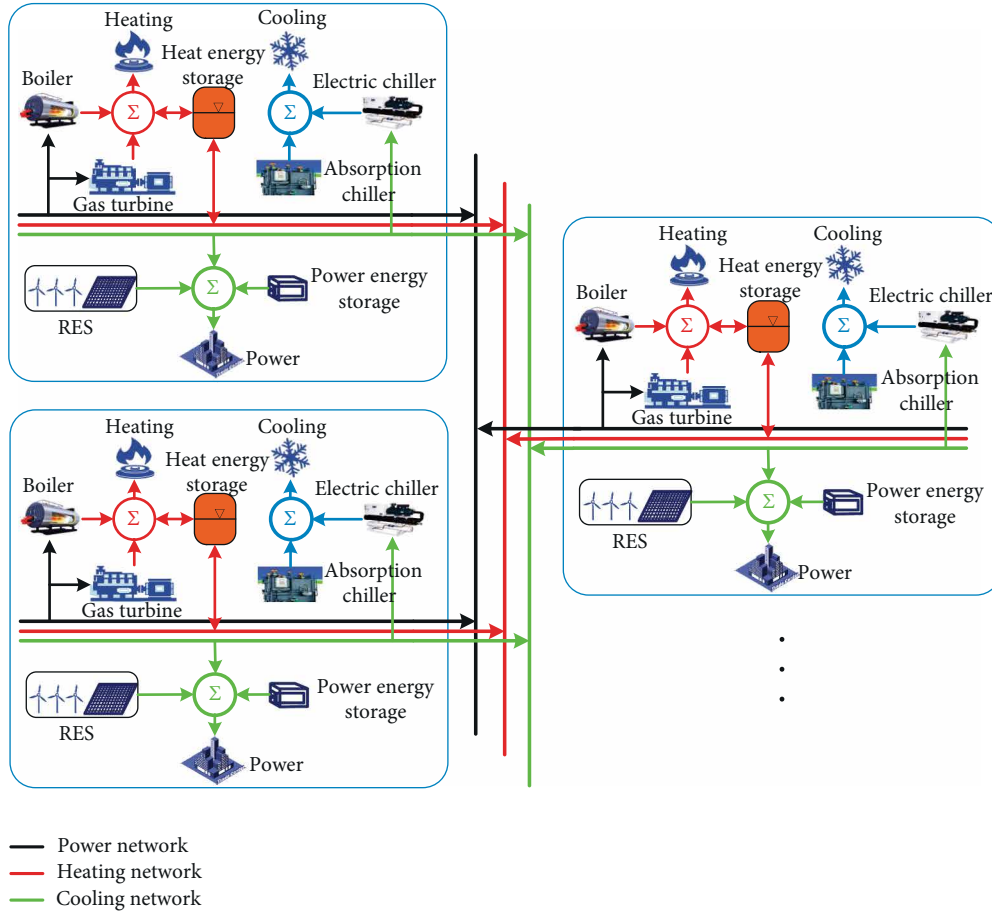 Heating
Cooling
Heat energy
storage
Boiler
Electric chiller
Σ
Σ
Absorption
chiller
Gas turbine
Σ
Power energy
storage
RES
Power
Heating
Cooling
Heat energy
storage
Boiler
Electric chiller
Σ
Σ
Absorption
chiller
Gas turbine
Σ
Power energy
storage
RES
Power
Heating
Cooling
Heat energy
storage
Boiler
Electric chiller
Σ
Σ
Absorption
chiller
Gas turbine
Σ
Power energy
storage
RES
Power
Power network
Heating network
Cooling network